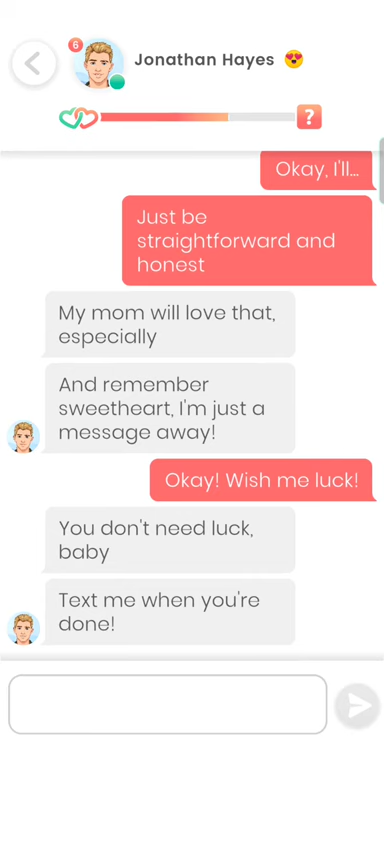 6
Jonathan Hayes
?
Okay, I'll...
Just be
straightforward and
honest
My mom will love that,
especially
And remember
sweetheart, I'm just a
message away!
Okay! Wish me luck!
You don't need luck,
baby
Text me when you're
done!